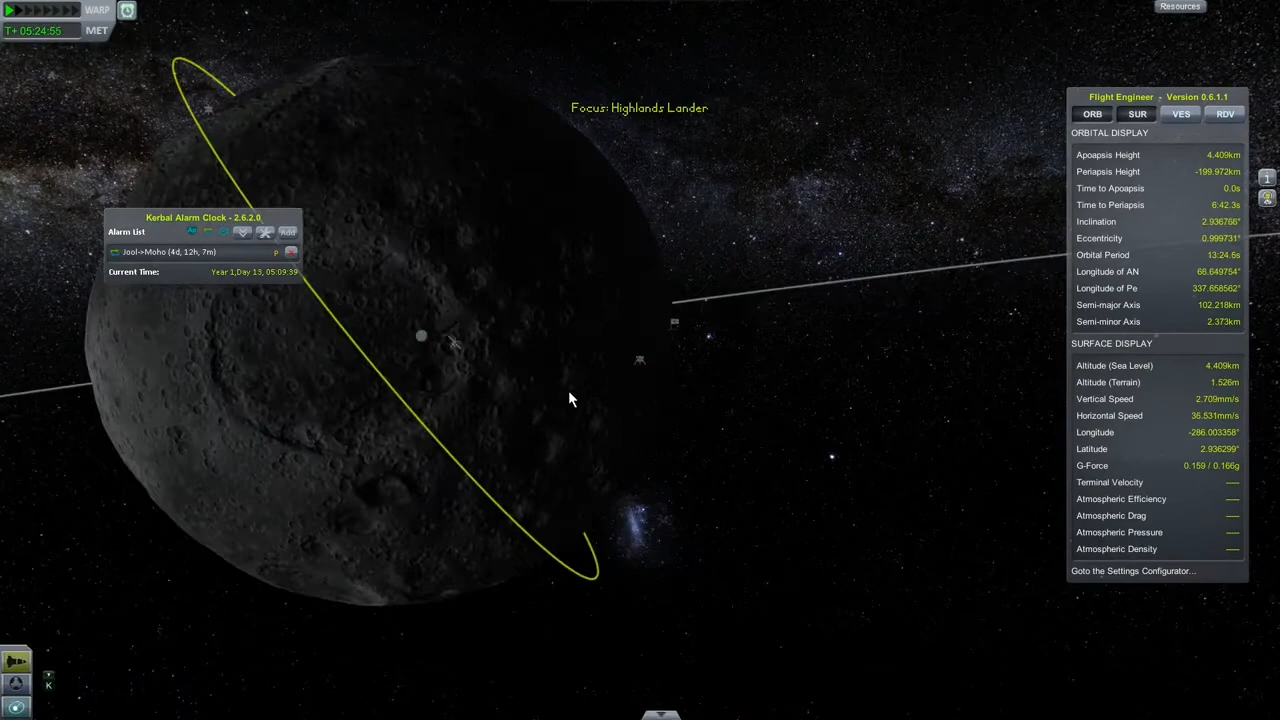 WARP
T+ 05:24:55 MET
Resources
Focus: Highlands Lander
Kerbal Alarm Clock - 2.6.2.0
Alarm List Add
Jool->Moho (4d, 12h, 7m) P
Current Time: Year 1,Day 13, 05:09:39
Flight Engineer - Version 0.6.1.1
ORB SUR VES RDV
ORBITAL DISPLAY
Apoapsis Height 4.409km
Periapsis Height -199.972km
Time to Apoapsis 0.0s
Time to Periapsis 6:42.3s
Inclination 2.936766°
Eccentricity 0.999731°
Orbital Period 13:24.6s
Longitude of AN 66.649754°
Longitude of Pe 337.658562°
Semi-major Axis 102.218km
Semi-minor Axis 2.373km
SURFACE DISPLAY
Altitude (Sea Level) 4.409km
Altitude (Terrain) 1.526m
Vertical Speed 2.709mm/s
Horizontal Speed 36.531mm/s
Longitude -286.003358°
Latitude 2.936299°
G-Force 0.159 / 0.166g
Terminal Velocity ----
Atmospheric Efficiency ----
Atmospheric Drag ----
Atmospheric Pressure ----
Atmospheric Density ----
Goto the Settings Configurator...
K